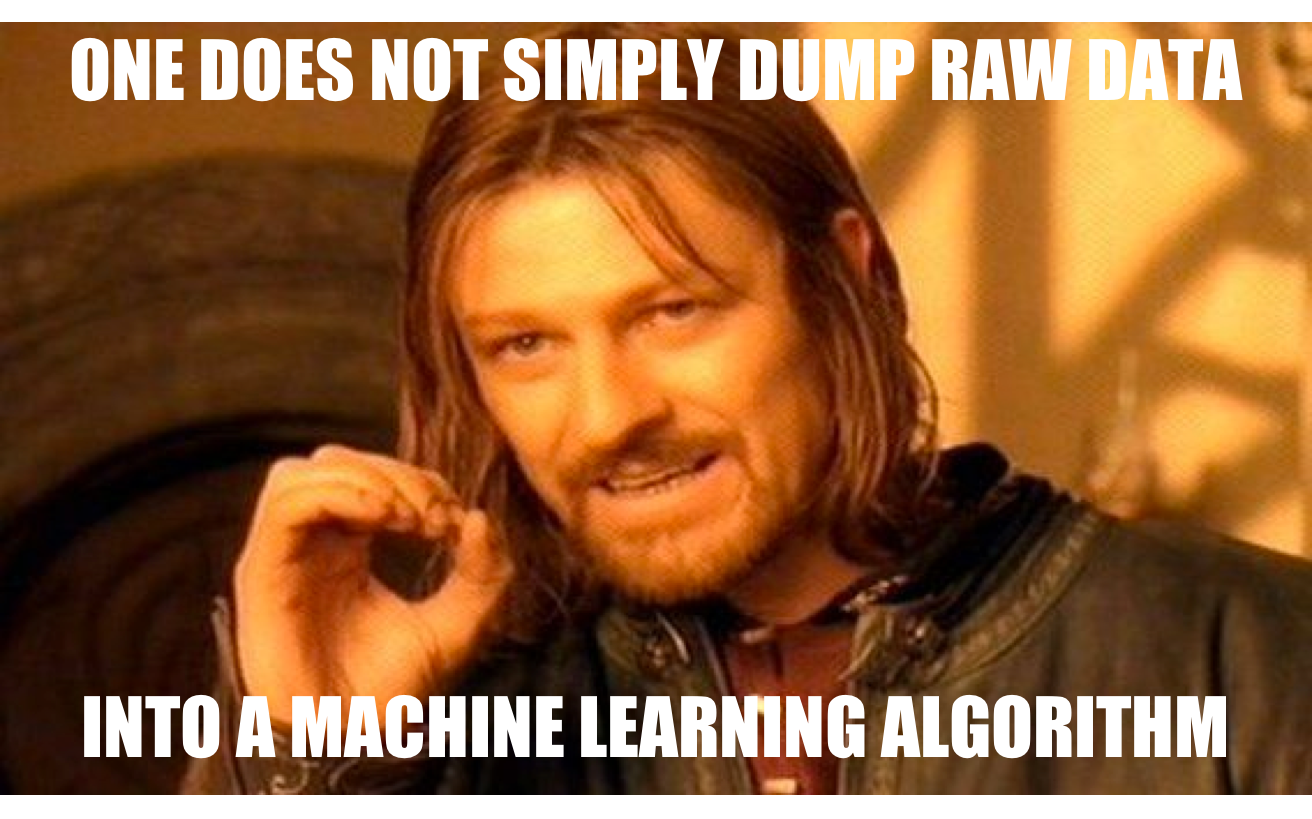 ONE DOES NOT SIMPLY DUMP RAW DATA
INTO A MACHINE LEARNING ALGORITHM